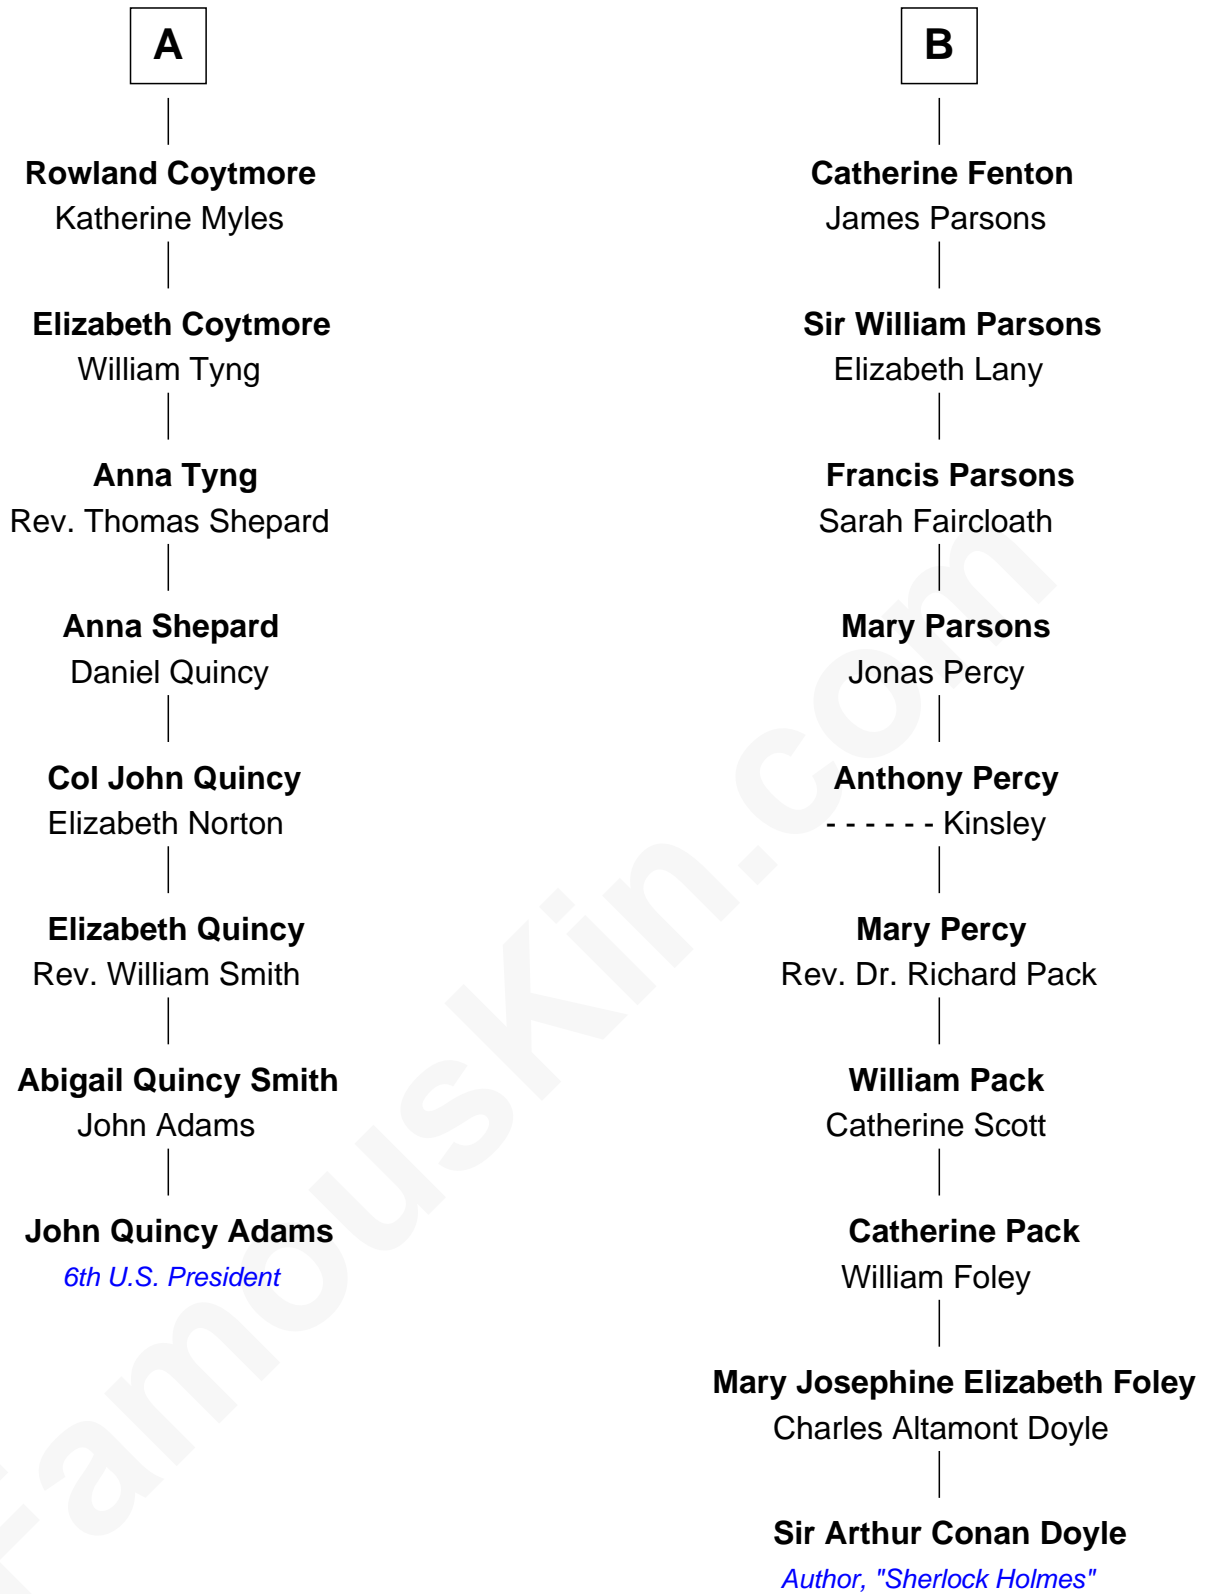 A
Rowland Coytmore
Katherine Myles
Elizabeth Coytmore
William Tyng
Anna Tyng
Rev. Thomas Shepard
Anna Shepard
Daniel Quincy
Col John Quincy
Elizabeth Norton
Elizabeth Quincy
Rev. William Smith
Abigail Quincy Smith
John Adams
John Quincy Adams
6th U.S. President
B
Catherine Fenton
James Parsons
Sir William Parsons
Elizabeth Lany
Francis Parsons
Sarah Faircloath
Mary Parsons
Jonas Percy
Anthony Percy
- - - - - - Kinsley
Mary Percy
Rev. Dr. Richard Pack
William Pack
Catherine Scott
Catherine Pack
William Foley
Mary Josephine Elizabeth Foley
Charles Altamont Doyle
Sir Arthur Conan Doyle
Author, "Sherlock Holmes"
FamousKin.com